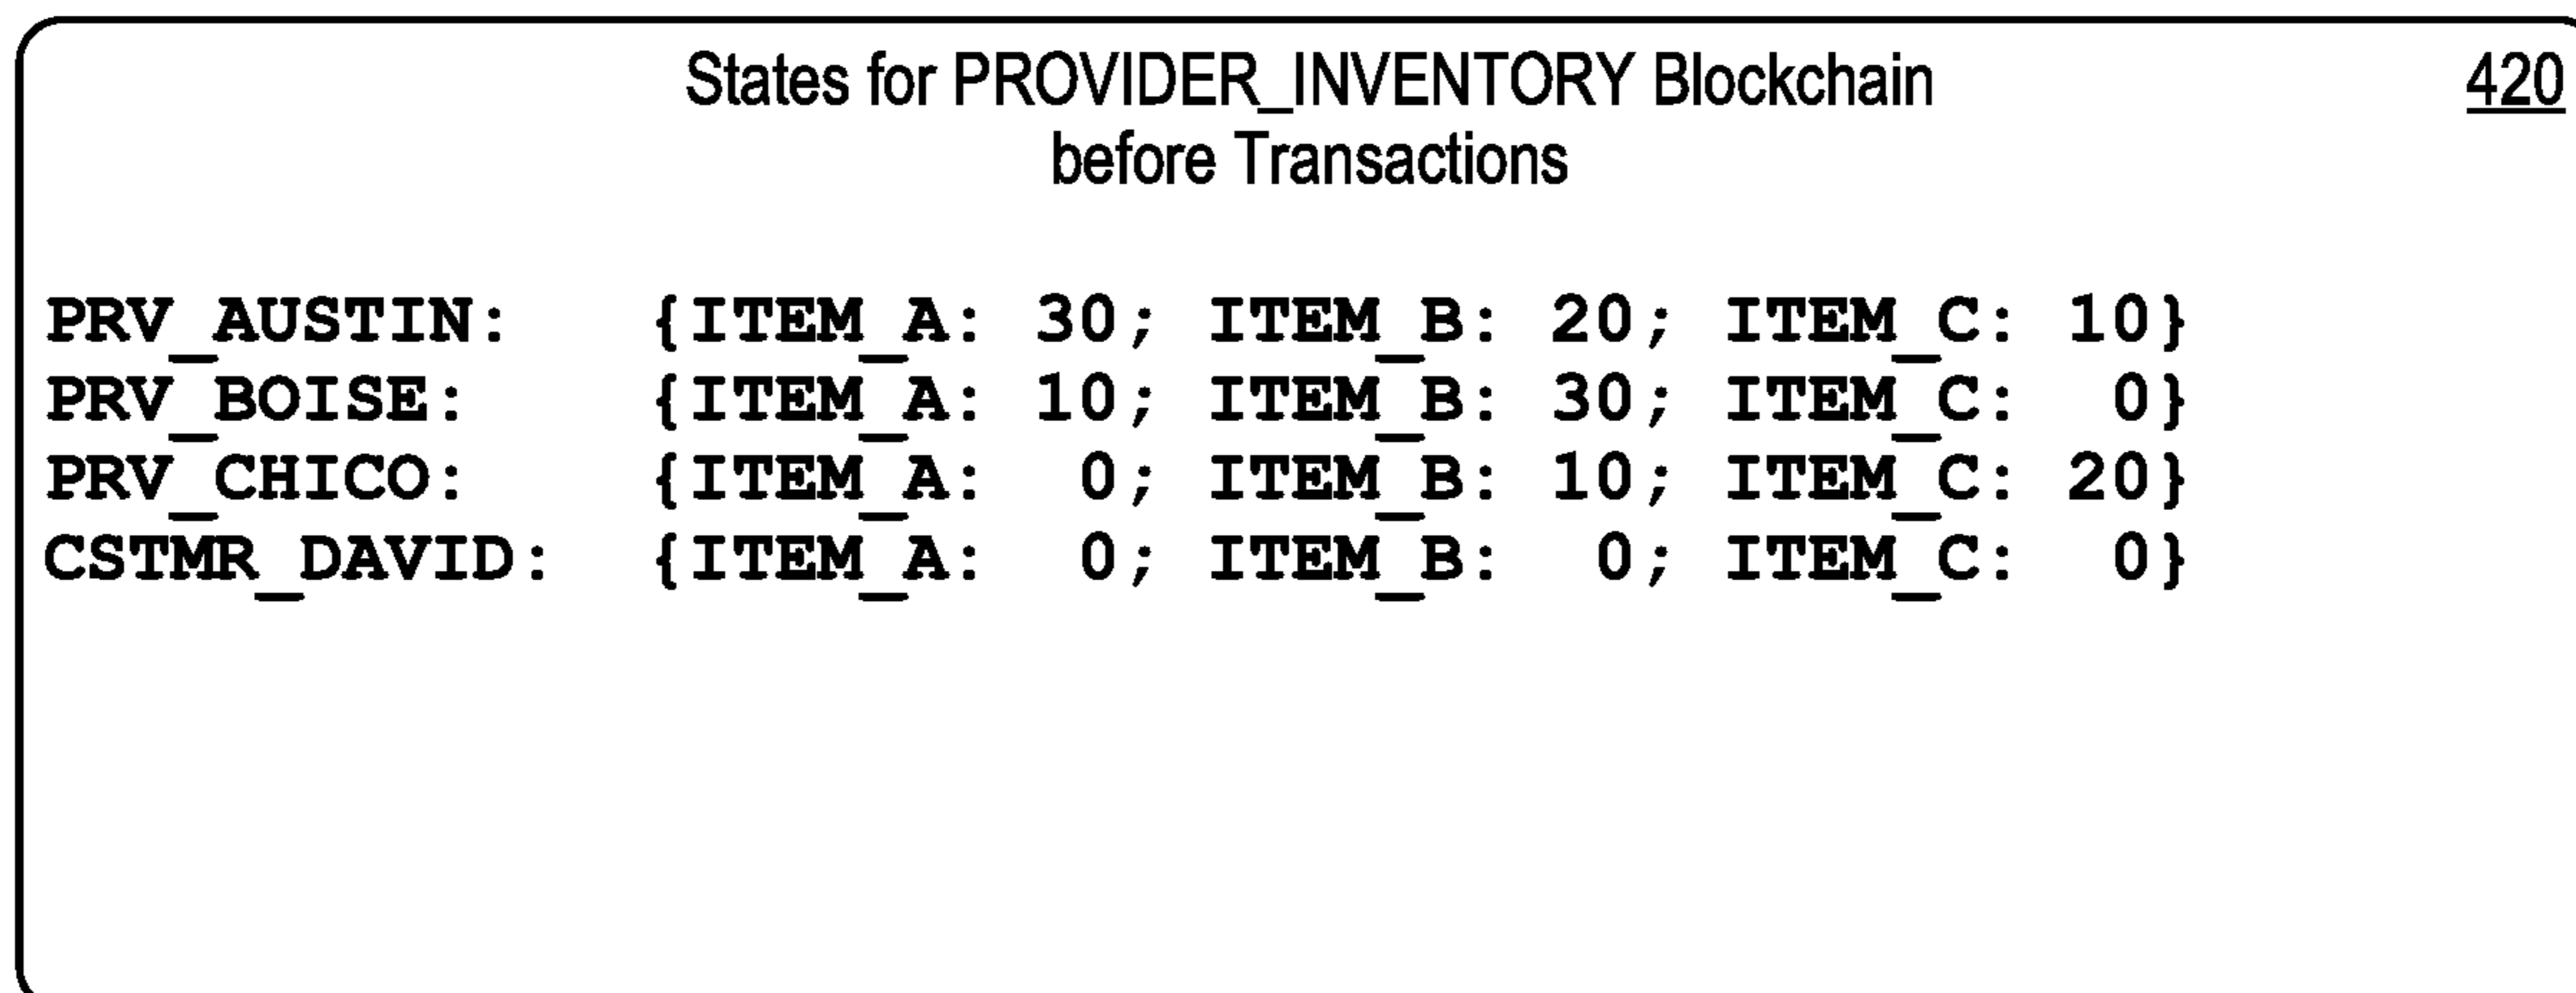 States for PROVIDER_INVENTORY Blockchain 420
before Transactions
PRV_AUSTIN: {ITEM_A: 30; ITEM_B: 20; ITEM_C: 10}
PRV_BOISE: {ITEM_A: 10; ITEM_B: 30; ITEM_C: 0}
PRV_CHICO: {ITEM_A: 0; ITEM_B: 10; ITEM_C: 20}
CSTMR_DAVID: {ITEM_A: 0; ITEM_B: 0; ITEM_C: 0}